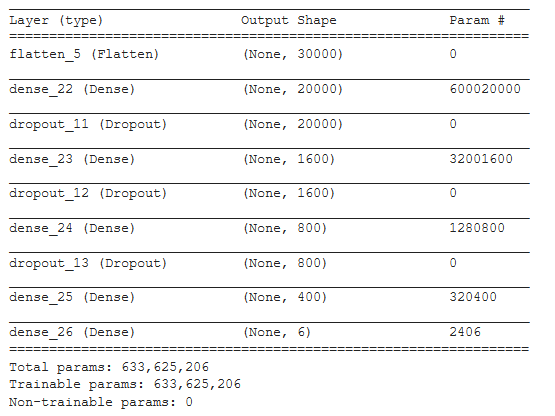 Layer (type) Output Shape Param #
flatten_5 (Flatten) (None, 30000) 0
dense_22 (Dense) (None, 20000) 600020000
dropout_11 (Dropout) (None, 20000) 0
dense_23 (Dense) (None, 1600) 32001600
dropout_12 (Dropout) (None, 1600) 0
dense_24 (Dense) (None, 800) 1280800
dropout_13 (Dropout) (None, 800) 0
dense_25 (Dense) (None, 400) 320400
dense_26 (Dense) (None, 6) 2406
Total params: 633,625,206
Trainable params: 633,625,206
Non-trainable params: 0